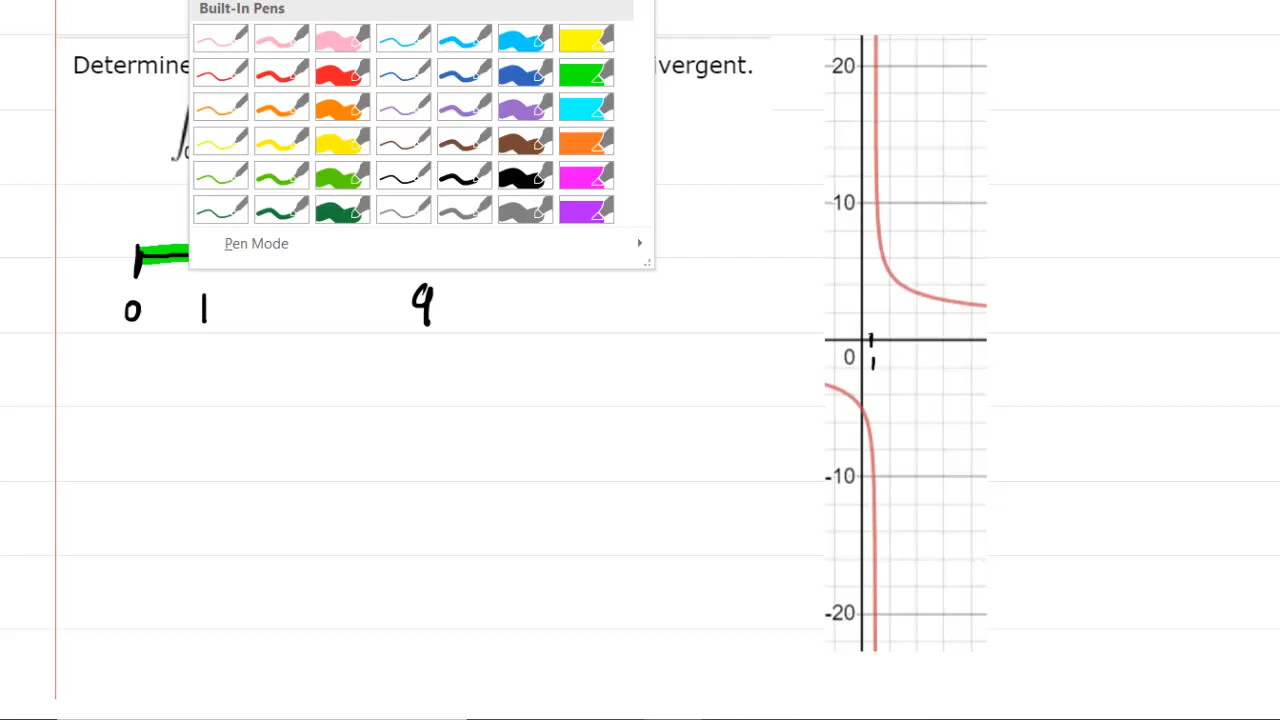 Built-In Pens
Determine ivergent.
∫
Pen Mode
0 1 9
20
10
0
1
-10
-20